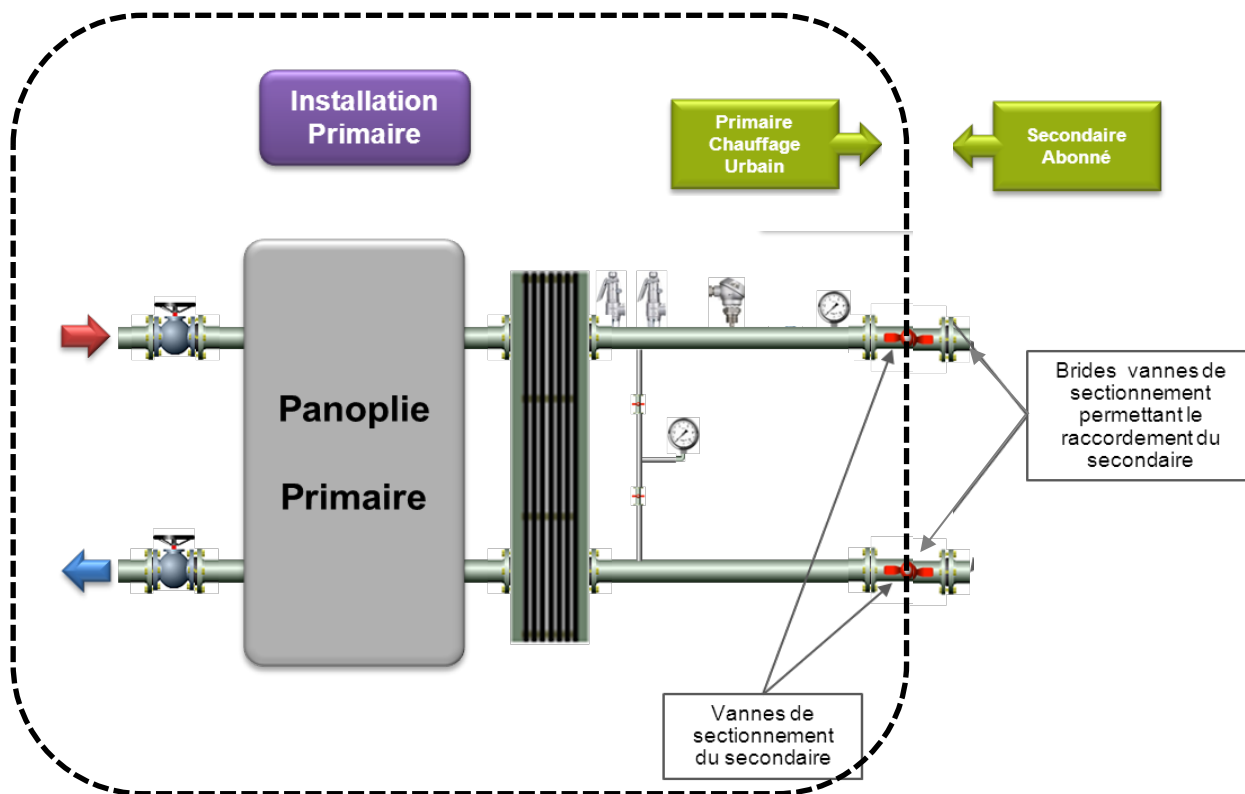 Installation
Primaire
Primaire
Chauffage
Urbain
Secondaire
Abonné
Panoplie
Primaire
Brides vannes de
sectionnement
permettant le
raccordement du
secondaire
Vannes de
sectionnement
du secondaire